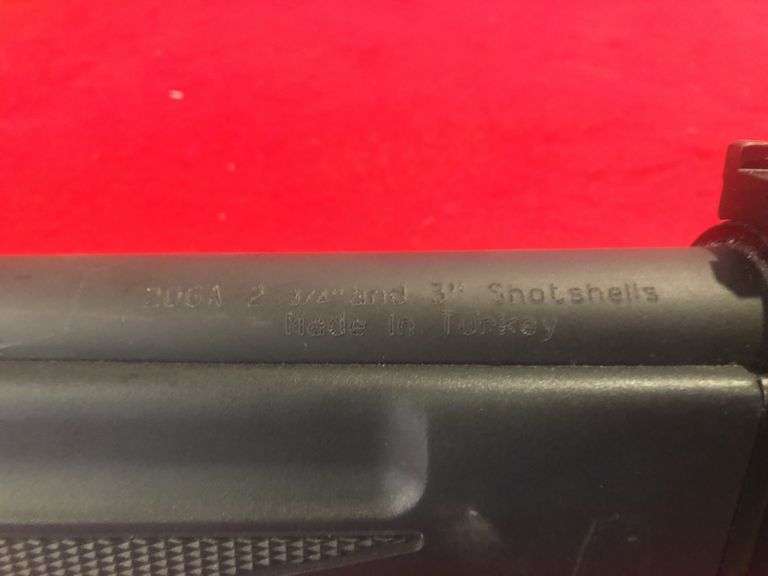 20GA 2 3/4" and 3" Shotshells
Made In Turkey